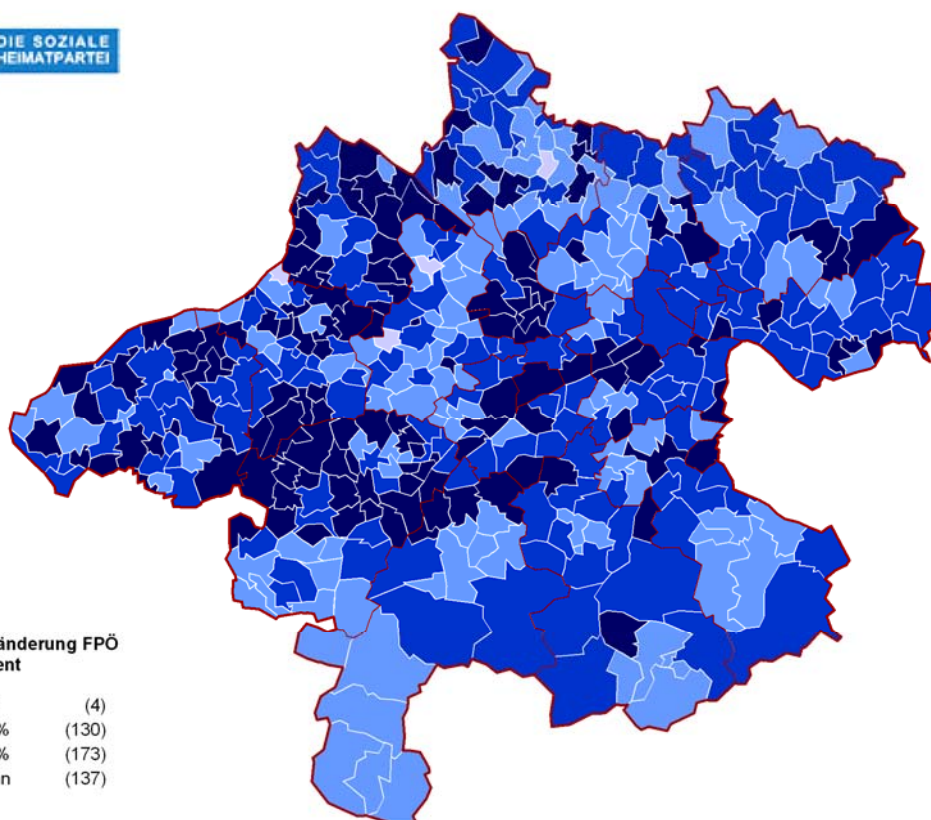 DIE SOZIALE
HEIMATPARTEI
änderung FPÖ
ent
(4)
% (130)
% (173)
n (137)